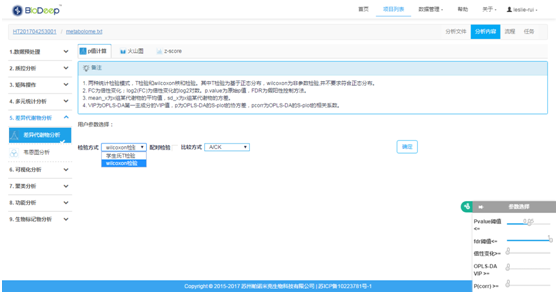 BioDeep
首页 项目列表 数据管理 帮助 关于 leslie-rui
HT201704253001 / metabolome.txt
分析文件 分析内容 流程 任务
1.数据预处理
2. 质控分析
3. 矩阵操作
4. 多元统计分析
5. 差异代谢物分析
差异代谢物分析
韦恩图分析
6. 可视化分析
7. 聚类分析
8. 功能分析
9. 生物标记物分析
p值计算 火山图 z-score
备注
1. 两种统计检验模式，T检验和wilcoxon秩和检验。其中T检验为基于正态分布，wilcoxon为非参数检验,并不要求符合正态分布。
2. FC为倍性变化；log2(FC)为倍性变化的log2对数。p.value为原始p值，FDR为错阳性控制方法。
3. mean_x为x组某代谢物的平均值，sd_x为x组某代谢物的方差。
4. VIP为OPLS-DA第一主成分的VIP值，p为OPLS-DA的S-plot的协方差，pcorr为OPLS-DA的S-plot的相关系数。
用户参数选择：
检验方式 wilcoxon检验 配对检验 比较方式 A/CK 确定
学生氏T检验
wilcoxon检验
参数选择
Pvalue阈值<= 0.05
fdr阈值<= 1
倍性变化>= 0
OPLS-DA VIP >= 0
P(corr) >= 0
Copyright © 2015-2017 苏州帕诺米克生物科技有限公司 | 苏ICP备10223781号-1